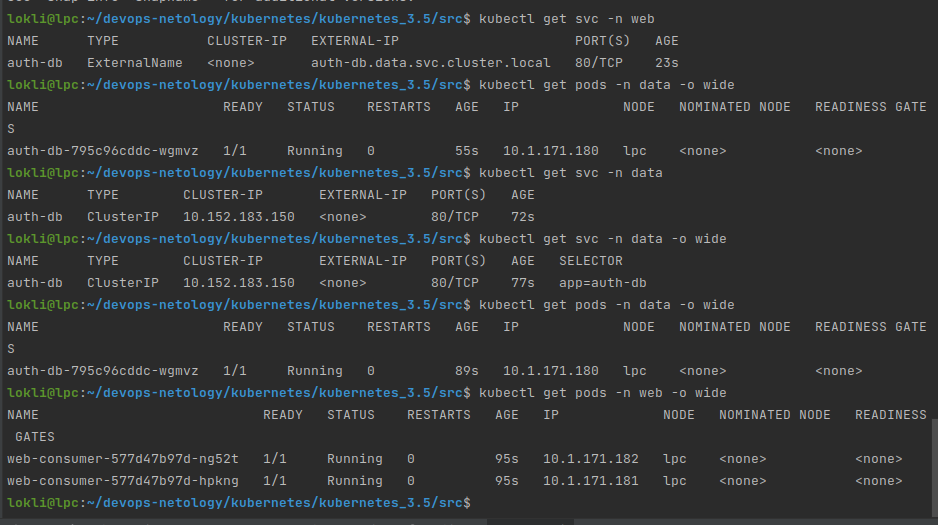 lokli@lpc:~/devops-netology/kubernetes/kubernetes_3.5/src$ kubectl get svc -n web
NAME      TYPE           CLUSTER-IP   EXTERNAL-IP                      PORT(S)   AGE
auth-db   ExternalName   <none>       auth-db.data.svc.cluster.local   80/TCP    23s
lokli@lpc:~/devops-netology/kubernetes/kubernetes_3.5/src$ kubectl get pods -n data -o wide
NAME                       READY   STATUS    RESTARTS   AGE   IP             NODE   NOMINATED NODE   READINESS GATE
S
auth-db-795c96cddc-wgmvz   1/1     Running   0          55s   10.1.171.180   lpc    <none>           <none>
lokli@lpc:~/devops-netology/kubernetes/kubernetes_3.5/src$ kubectl get svc -n data
NAME      TYPE        CLUSTER-IP       EXTERNAL-IP   PORT(S)   AGE
auth-db   ClusterIP   10.152.183.150   <none>        80/TCP    72s
lokli@lpc:~/devops-netology/kubernetes/kubernetes_3.5/src$ kubectl get svc -n data -o wide
NAME      TYPE        CLUSTER-IP       EXTERNAL-IP   PORT(S)   AGE   SELECTOR
auth-db   ClusterIP   10.152.183.150   <none>        80/TCP    77s   app=auth-db
lokli@lpc:~/devops-netology/kubernetes/kubernetes_3.5/src$ kubectl get pods -n data -o wide
NAME                       READY   STATUS    RESTARTS   AGE   IP             NODE   NOMINATED NODE   READINESS GATE
S
auth-db-795c96cddc-wgmvz   1/1     Running   0          89s   10.1.171.180   lpc    <none>           <none>
lokli@lpc:~/devops-netology/kubernetes/kubernetes_3.5/src$ kubectl get pods -n web -o wide
NAME                            READY   STATUS    RESTARTS   AGE   IP             NODE   NOMINATED NODE   READINESS
 GATES
web-consumer-577d47b97d-ng52t   1/1     Running   0          95s   10.1.171.182   lpc    <none>           <none>
web-consumer-577d47b97d-hpkng   1/1     Running   0          95s   10.1.171.181   lpc    <none>           <none>
lokli@lpc:~/devops-netology/kubernetes/kubernetes_3.5/src$